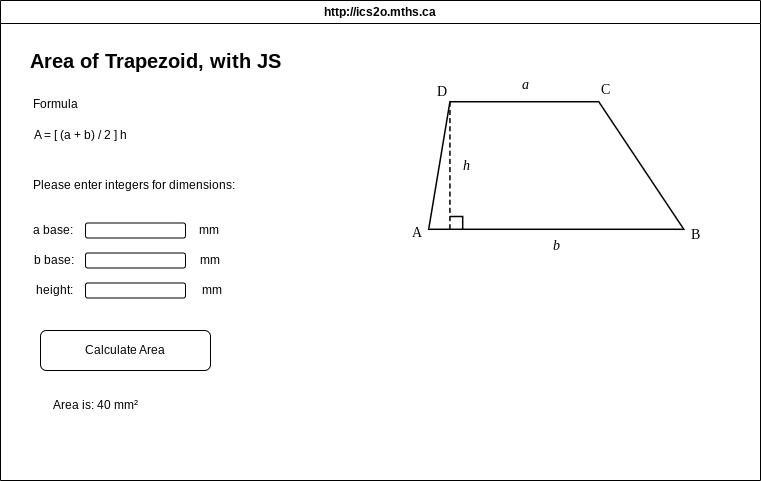 http://ics2o.mths.ca
Area of Trapezoid, with JS
Formula
A = [ (a + b) / 2 ] h
Please enter integers for dimensions:
a base: mm
b base: mm
height: mm
Calculate Area
Area is: 40 mm²
D a C
h
A B
b